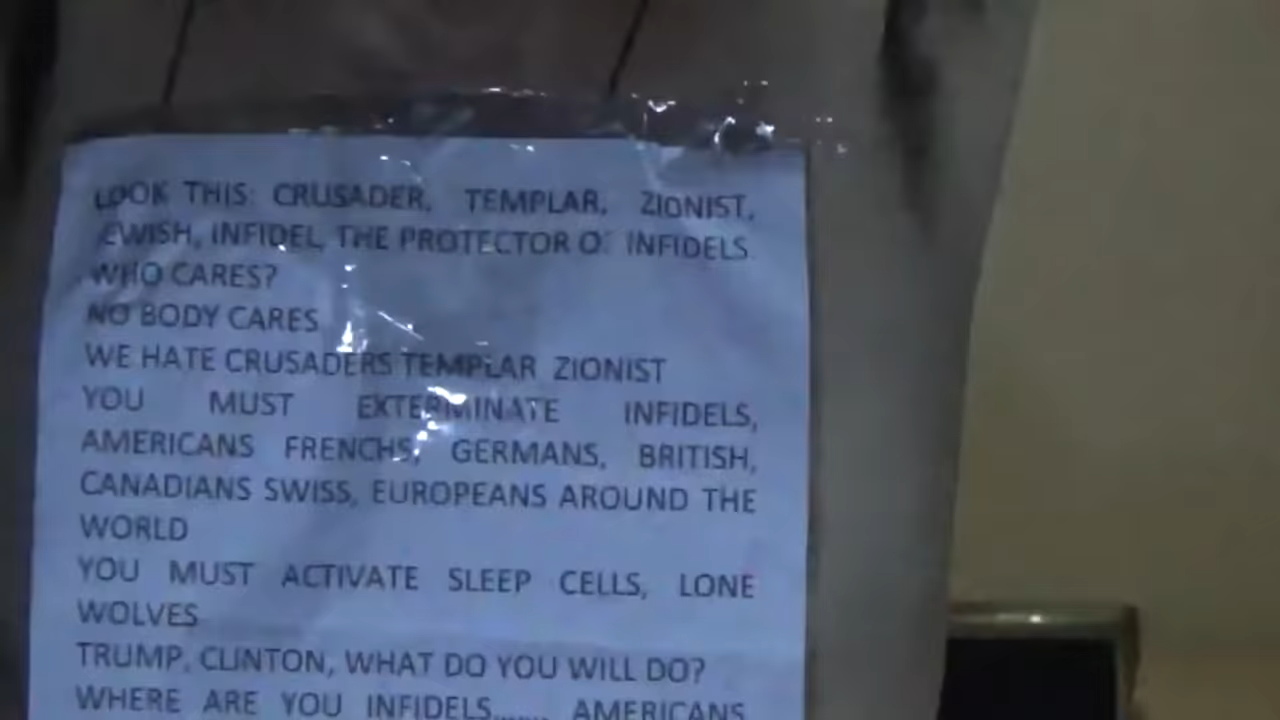 LOOK THIS: CRUSADER, TEMPLAR, ZIONIST,
EWISH, INFIDEL, THE PROTECTOR O: INFIDELS
WHO CARES?
NO BODY CARES
WE HATE CRUSADERS TEMPLAR ZIONIST
YOU MUST EXTERMINATE INFIDELS,
AMERICANS FRENCHS, GERMANS, BRITISH,
CANADIANS SWISS, EUROPEANS AROUND THE
WORLD
YOU MUST ACTIVATE SLEEP CELLS, LONE
WOLVES
TRUMP, CLINTON, WHAT DO YOU WILL DO?
WHERE ARE YOU INFIDELS....... AMERICANS